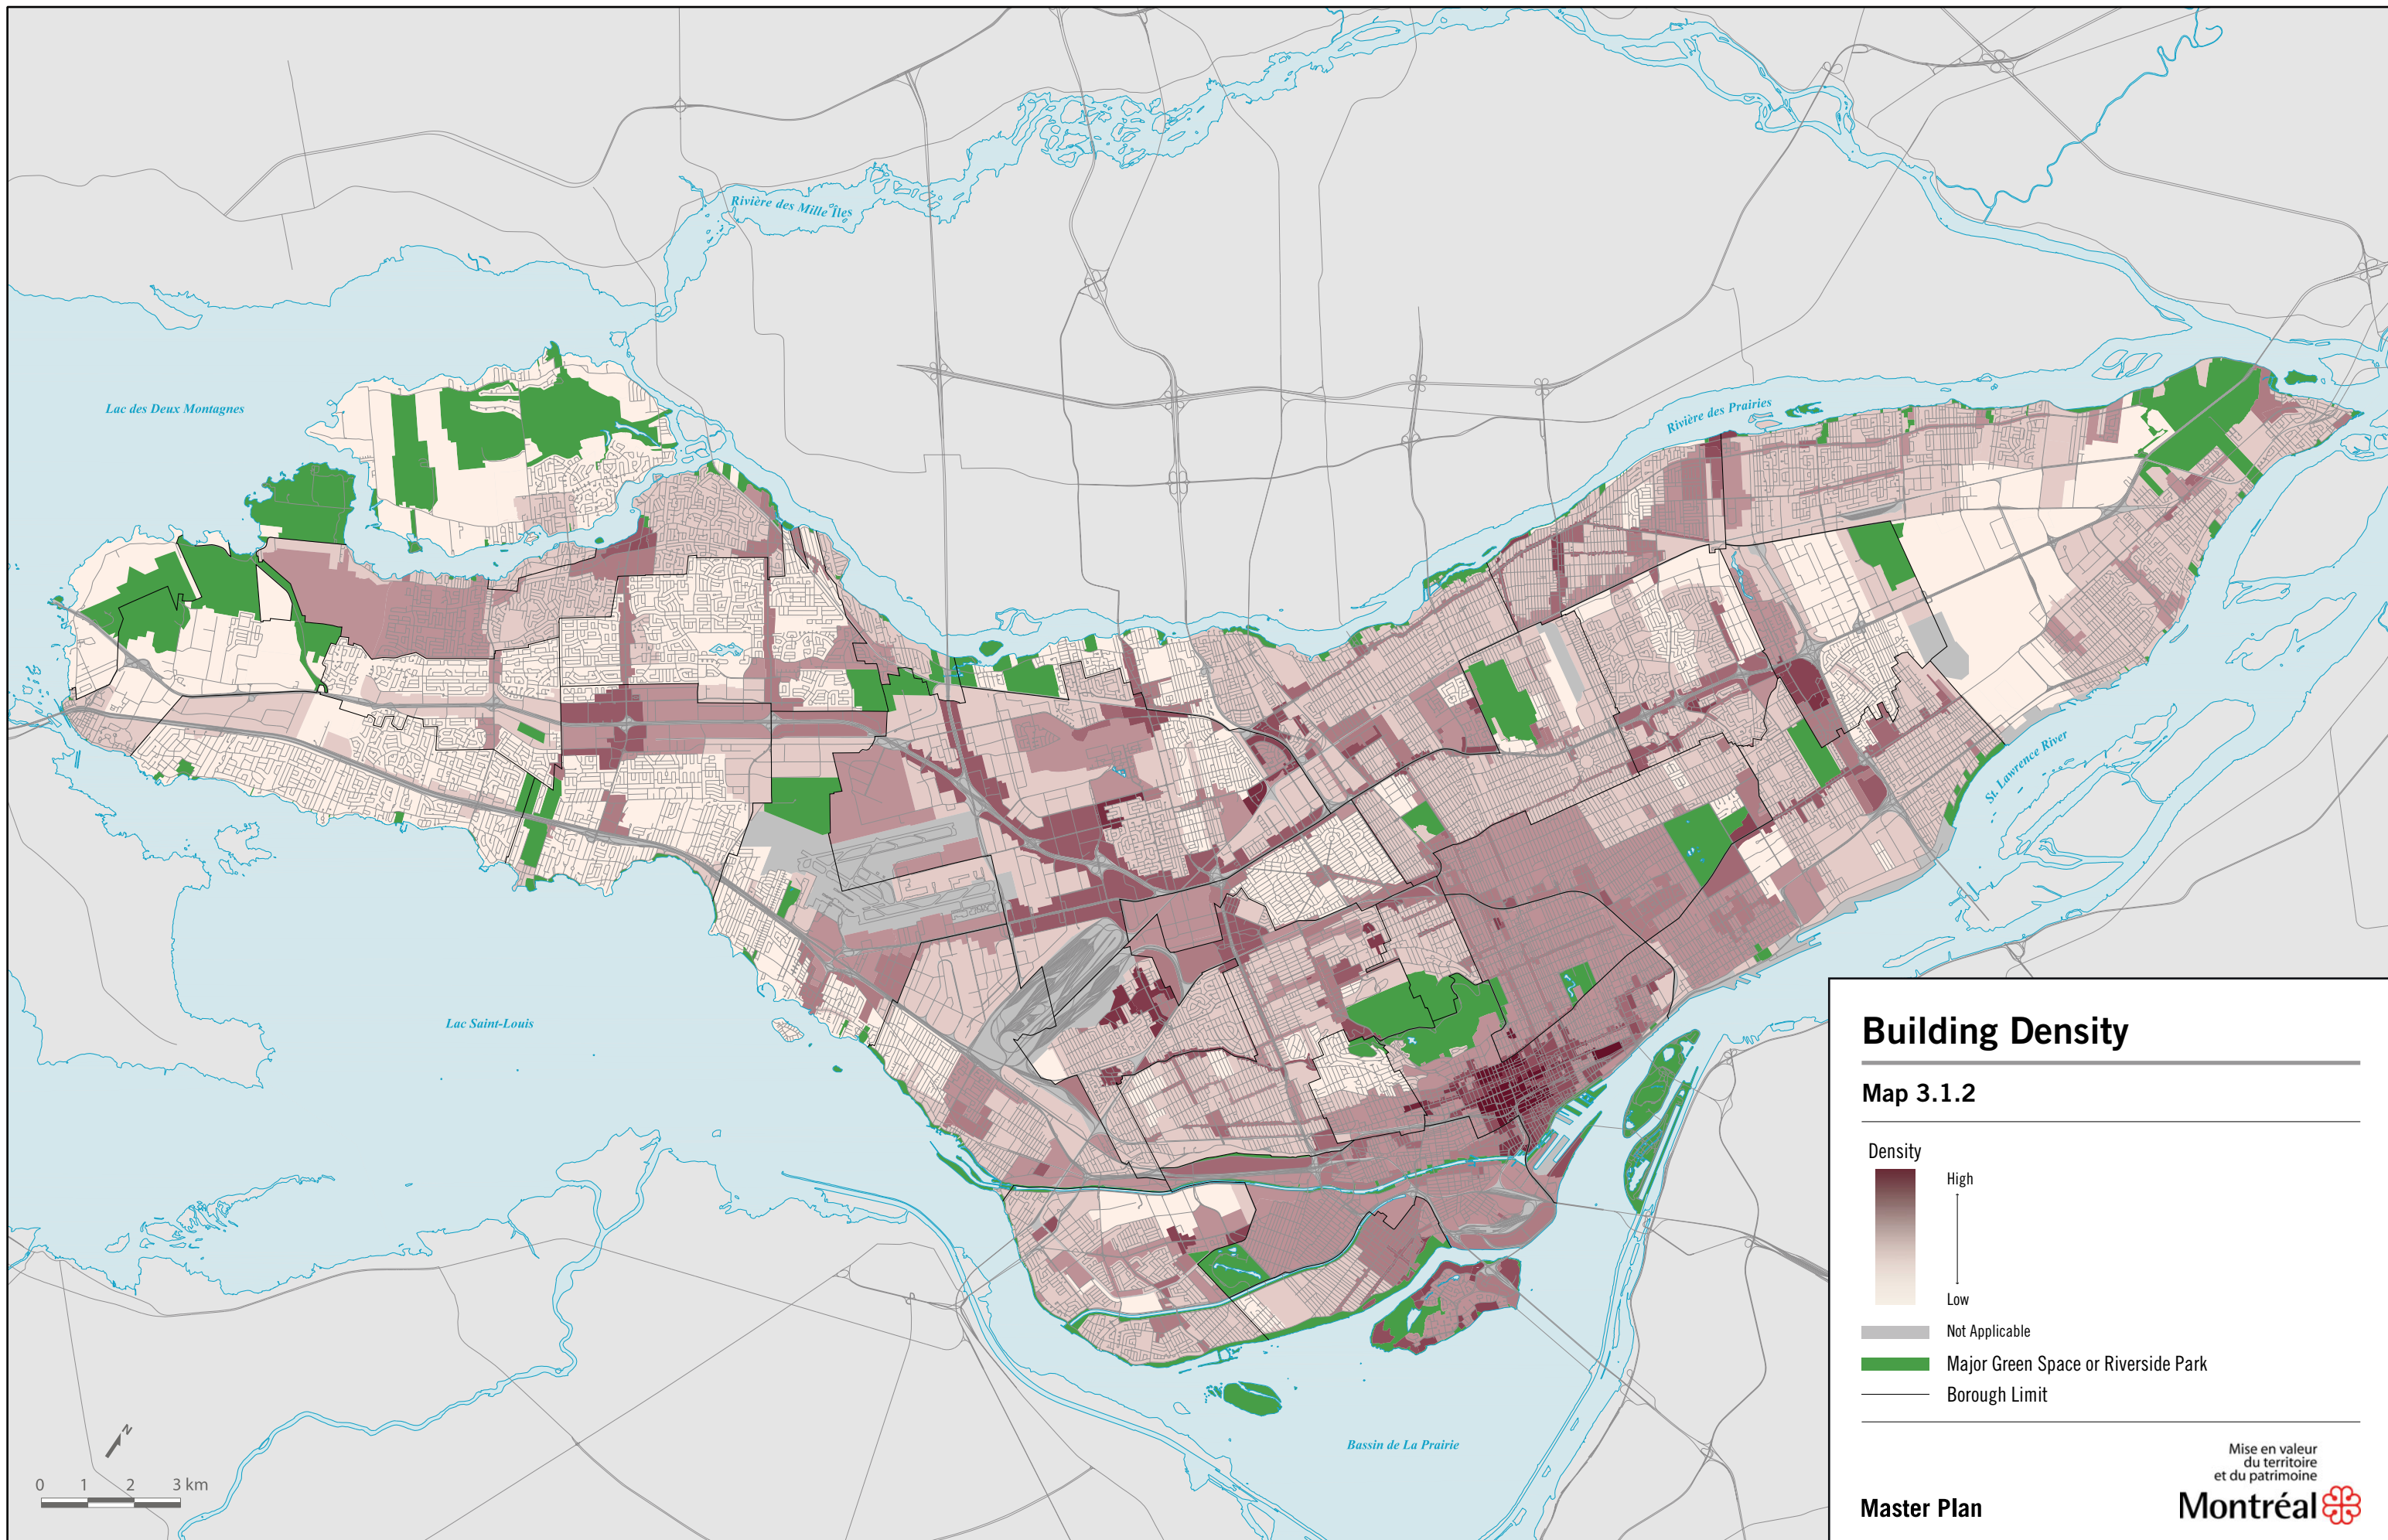 Rivière des Mille Îles
Lac des Deux Montagnes
Rivière des Prairies
St. Lawrence River
Lac Saint-Louis
Bassin de La Prairie
N
0 1 2 3 km
Building Density
Map 3.1.2
Density
High
Low
Not Applicable
Major Green Space or Riverside Park
Borough Limit
Mise en valeur
du territoire
et du patrimoine
Master Plan
Montréal